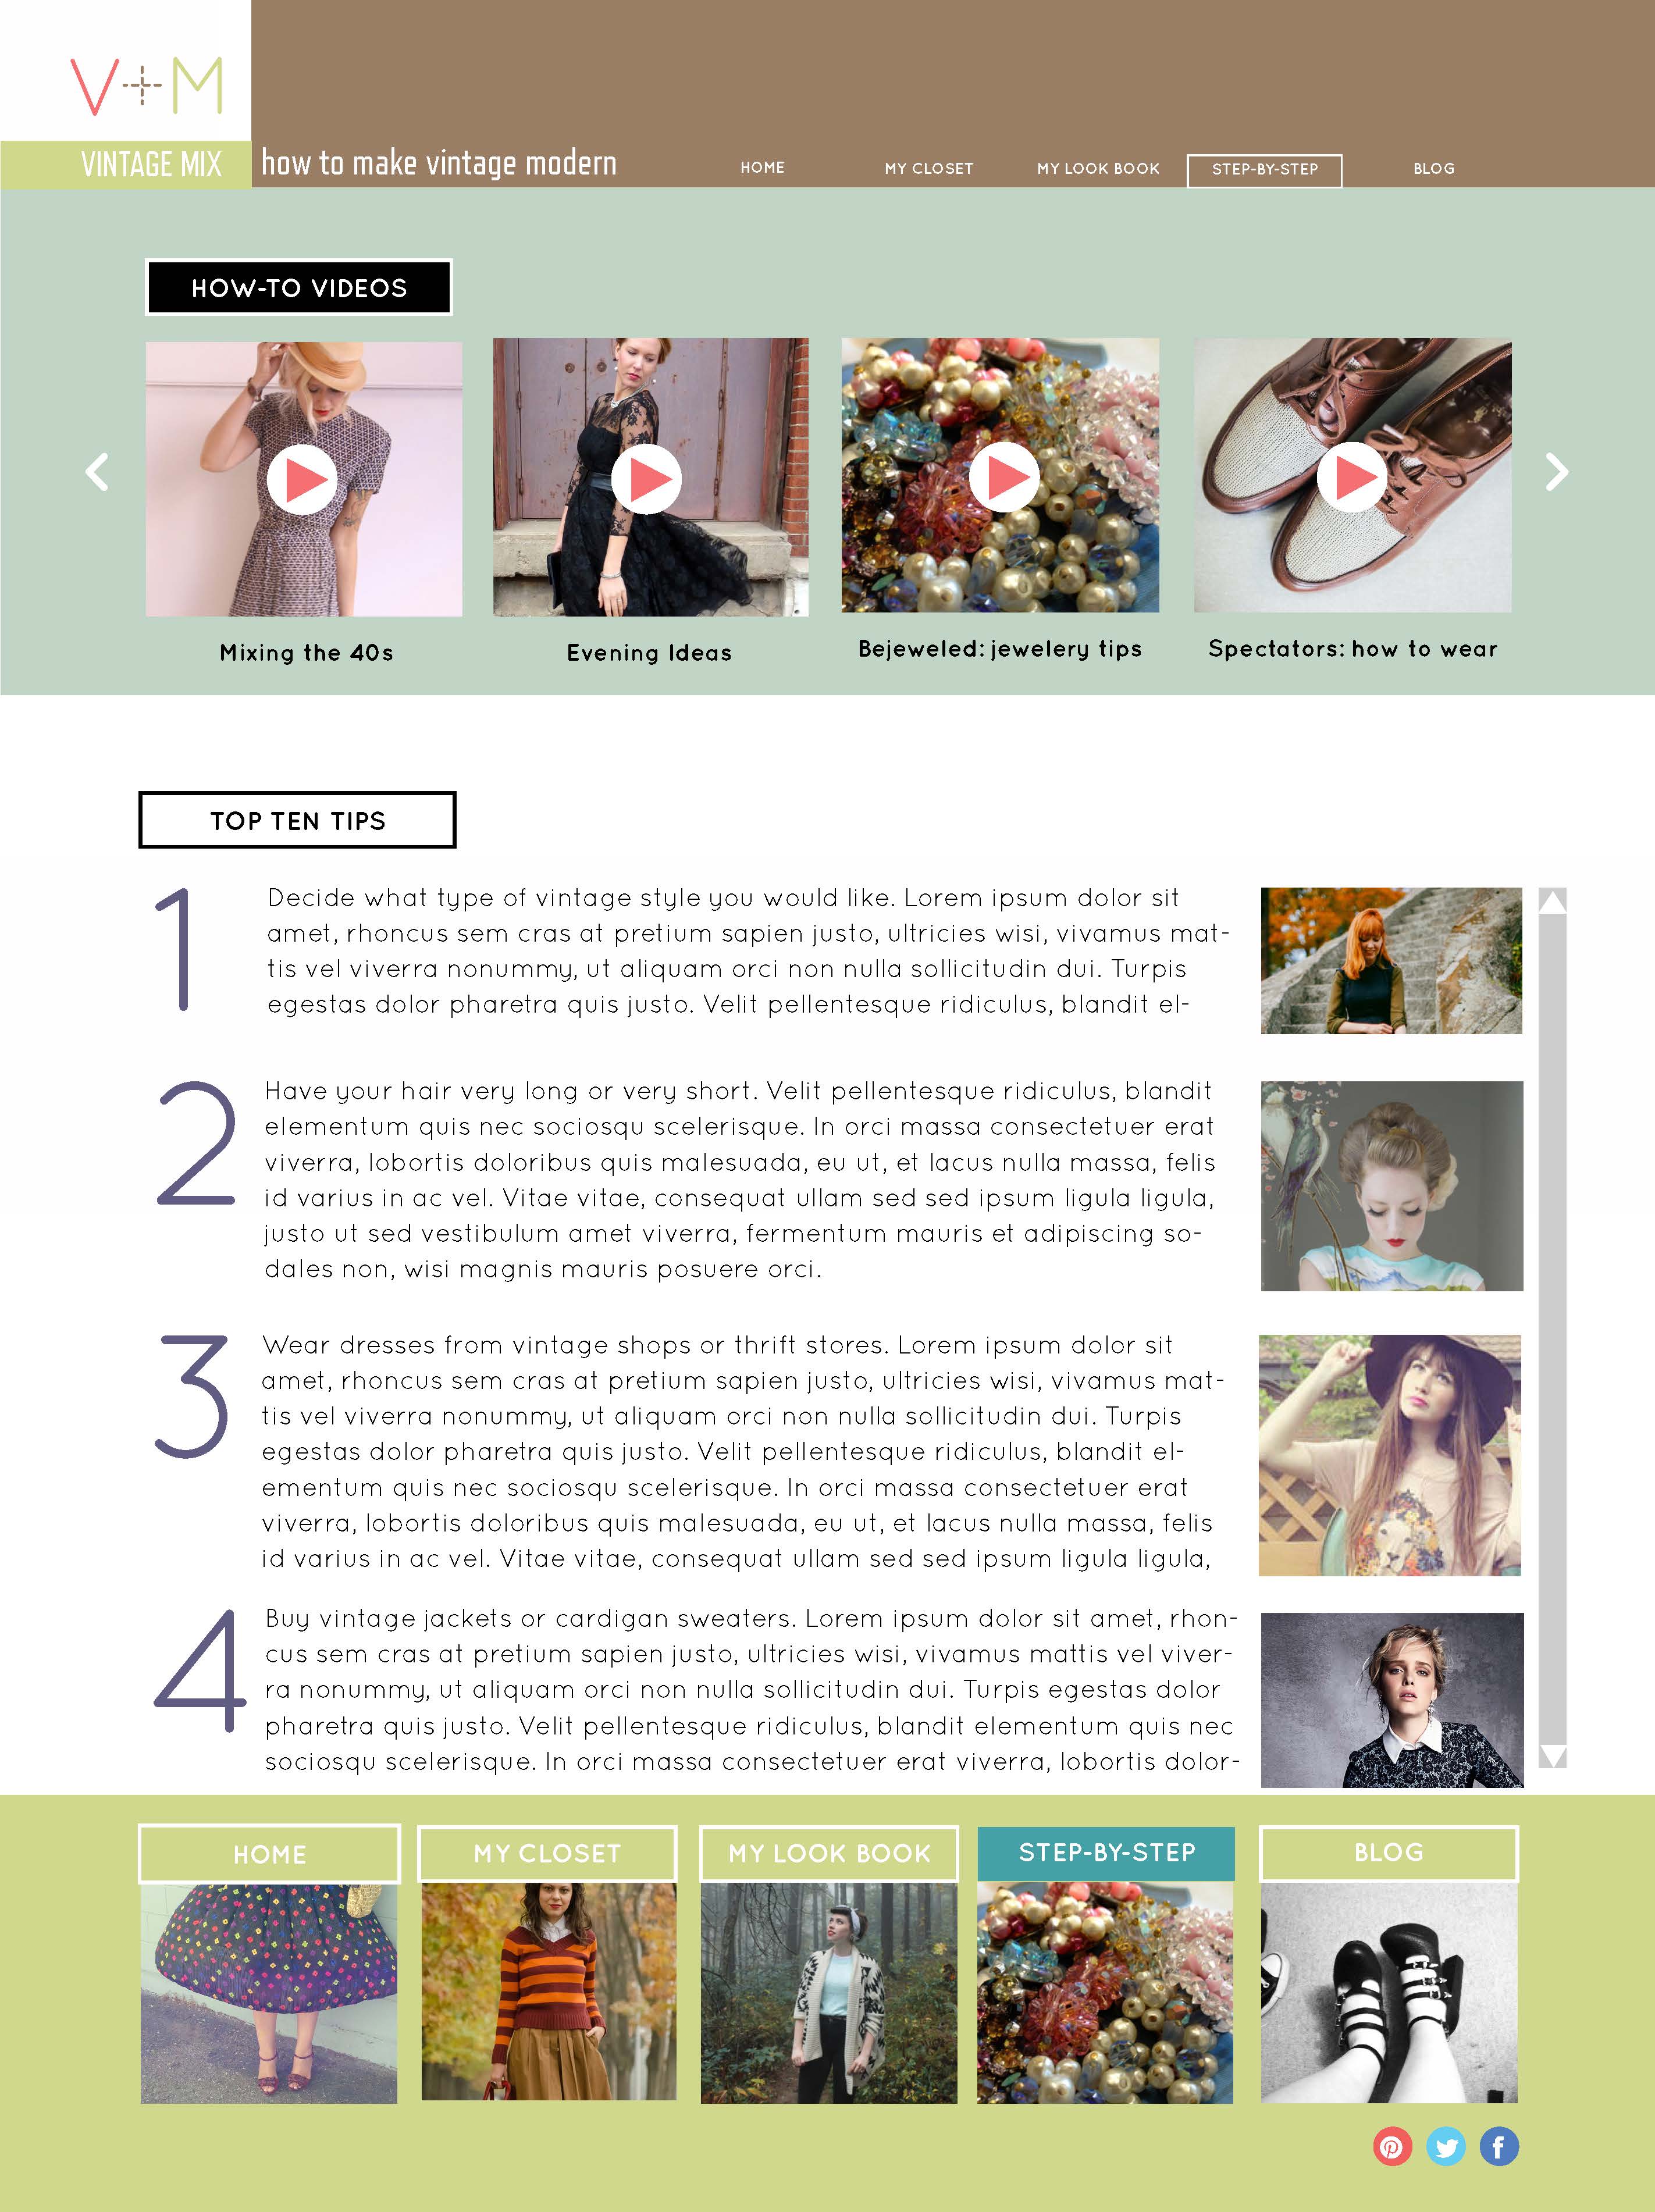 V+M
VINTAGE MIX
how to make vintage modern
HOME
MY CLOSET
MY LOOK BOOK
STEP-BY-STEP
BLOG
HOW-TO VIDEOS
Mixing the 40s
Evening Ideas
Bejeweled: jewelery tips
Spectators: how to wear
TOP TEN TIPS
1
Decide what type of vintage style you would like. Lorem ipsum dolor sit
amet, rhoncus sem cras at pretium sapien justo, ultricies wisi, vivamus mat-
tis vel viverra nonummy, ut aliquam orci non nulla sollicitudin dui. Turpis
egestas dolor pharetra quis justo. Velit pellentesque ridiculus, blandit el-
2
Have your hair very long or very short. Velit pellentesque ridiculus, blandit
elementum quis nec sociosqu scelerisque. In orci massa consectetuer erat
viverra, lobortis doloribus quis malesuada, eu ut, et lacus nulla massa, felis
id varius in ac vel. Vitae vitae, consequat ullam sed sed ipsum ligula ligula,
justo ut sed vestibulum amet viverra, fermentum mauris et adipiscing so-
dales non, wisi magnis mauris posuere orci.
3
Wear dresses from vintage shops or thrift stores. Lorem ipsum dolor sit
amet, rhoncus sem cras at pretium sapien justo, ultricies wisi, vivamus mat-
tis vel viverra nonummy, ut aliquam orci non nulla sollicitudin dui. Turpis
egestas dolor pharetra quis justo. Velit pellentesque ridiculus, blandit el-
ementum quis nec sociosqu scelerisque. In orci massa consectetuer erat
viverra, lobortis doloribus quis malesuada, eu ut, et lacus nulla massa, felis
id varius in ac vel. Vitae vitae, consequat ullam sed sed ipsum ligula ligula,
4
Buy vintage jackets or cardigan sweaters. Lorem ipsum dolor sit amet, rhon-
cus sem cras at pretium sapien justo, ultricies wisi, vivamus mattis vel viver-
ra nonummy, ut aliquam orci non nulla sollicitudin dui. Turpis egestas dolor
pharetra quis justo. Velit pellentesque ridiculus, blandit elementum quis nec
sociosqu scelerisque. In orci massa consectetuer erat viverra, lobortis dolor-
HOME
MY CLOSET
MY LOOK BOOK
STEP-BY-STEP
BLOG